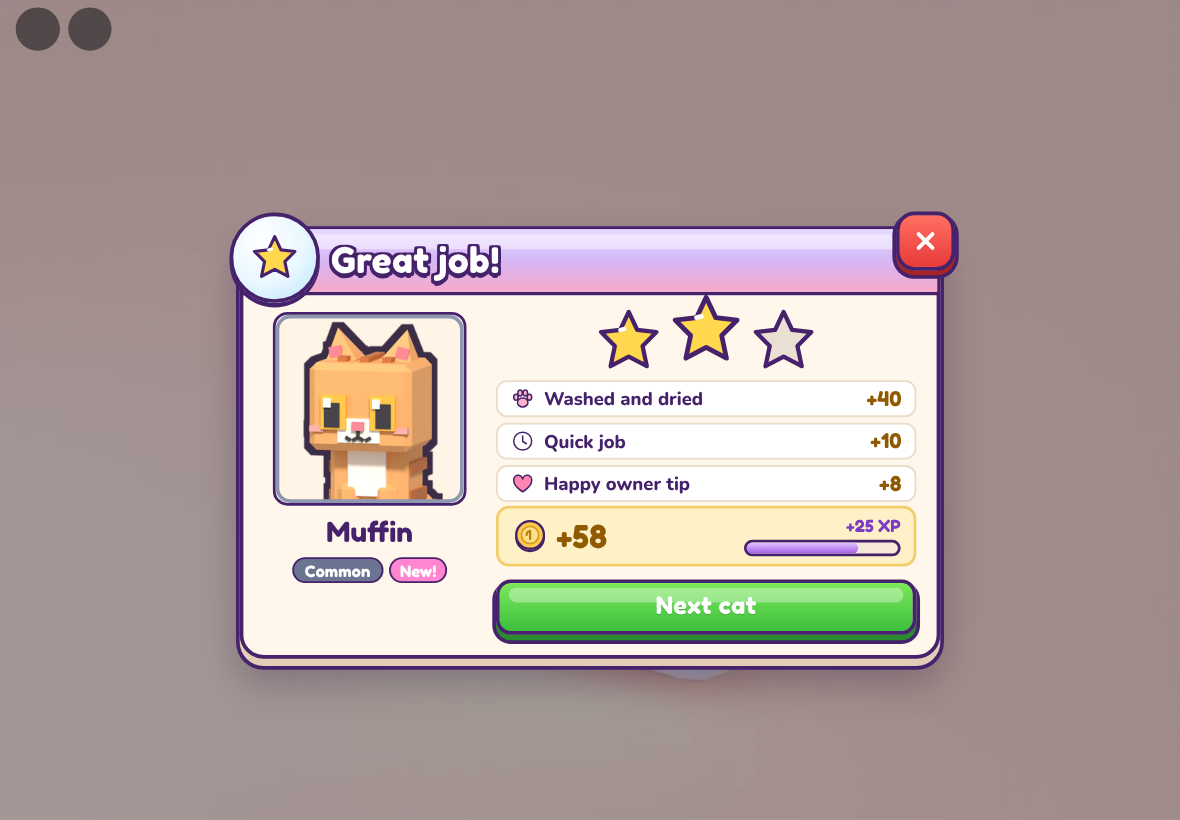 Great job!
Muffin
Common New!
Washed and dried +40
Quick job +10
Happy owner tip +8
1 +58 +25 XP
Next cat